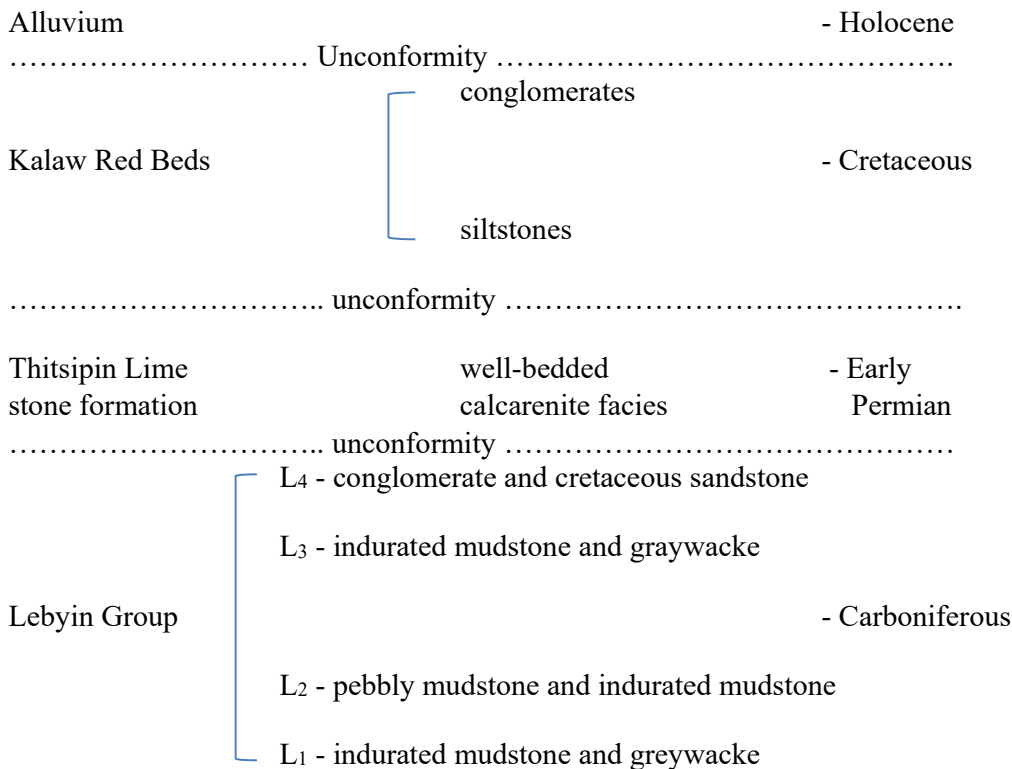 Alluvium - Holocene
………………………… Unconformity ……………………………………….
conglomerates
Kalaw Red Beds - Cretaceous
siltstones
………………………….. unconformity ……………………………………….
Thitsipin Lime well-bedded - Early
stone formation calcarenite facies Permian
………………………….. unconformity ………………………………………
L₄ - conglomerate and cretaceous sandstone
L₃ - indurated mudstone and graywacke
Lebyin Group - Carboniferous
L₂ - pebbly mudstone and indurated mudstone
L₁ - indurated mudstone and greywacke